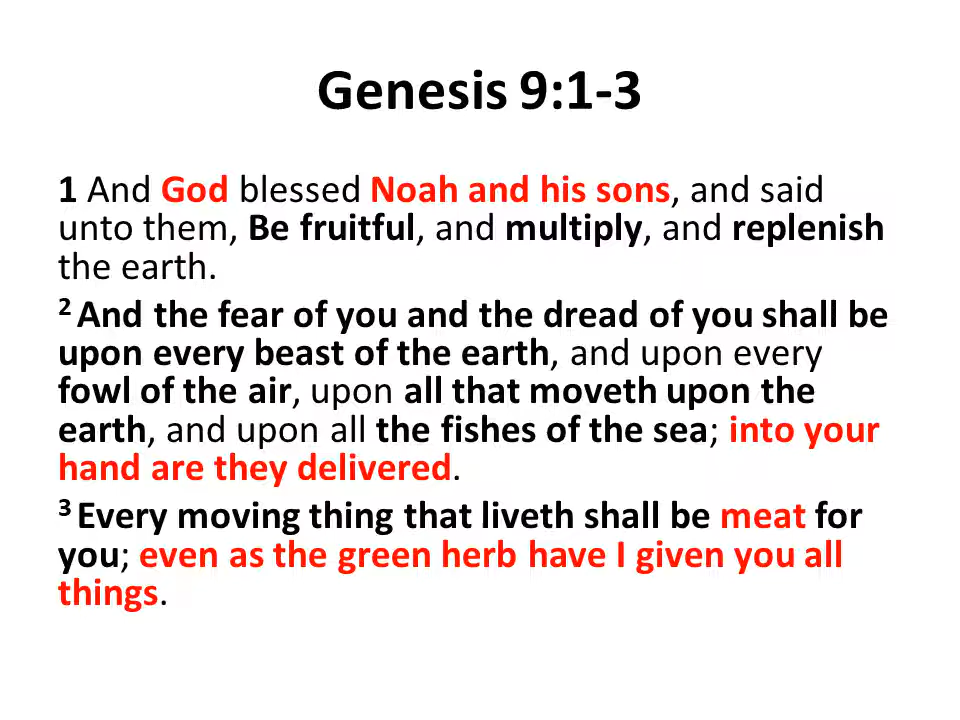 Genesis 9:1-3
1 And God blessed Noah and his sons, and said
unto them, Be fruitful, and multiply, and replenish
the earth.
2 And the fear of you and the dread of you shall be
upon every beast of the earth, and upon every
fowl of the air, upon all that moveth upon the
earth, and upon all the fishes of the sea; into your
hand are they delivered.
3 Every moving thing that liveth shall be meat for
you; even as the green herb have I given you all
things.